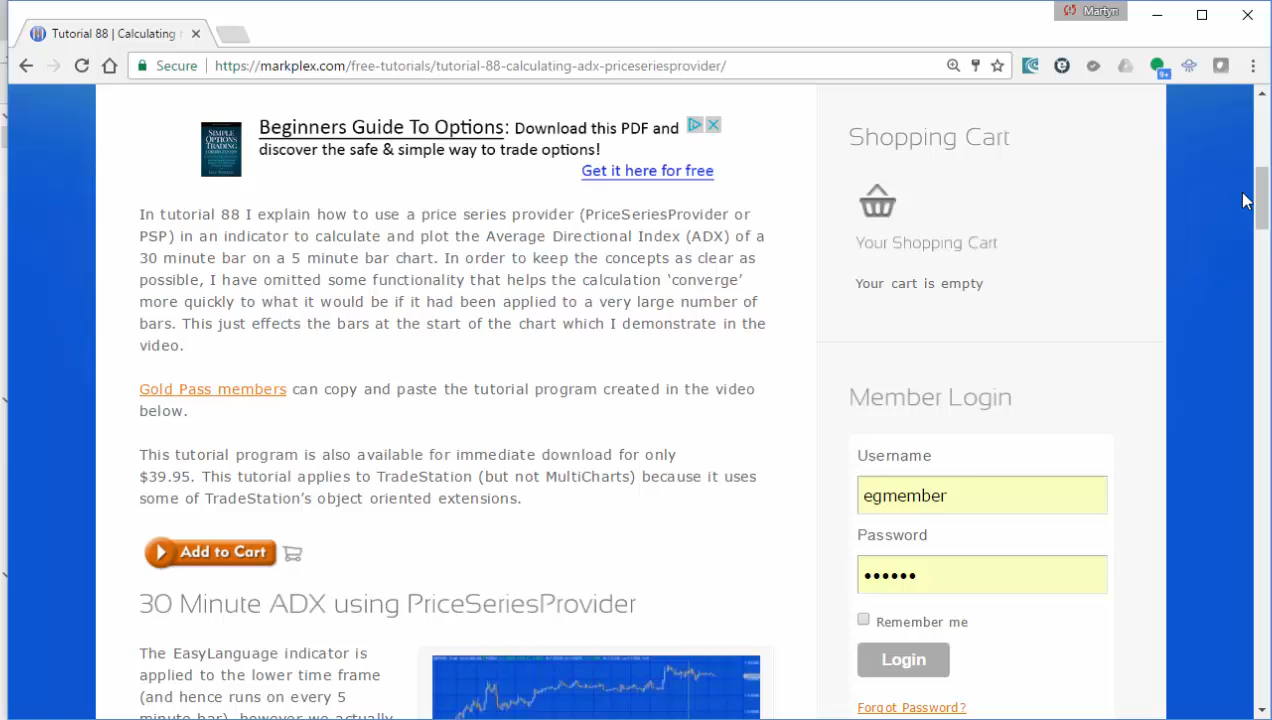 Martyn
Tutorial 88 | Calculating
Secure | https://markplex.com/free-tutorials/tutorial-88-calculating-adx-priceseriesprovider/
9+
SIMPLE
OPTIONS
TRADING
Beginners Guide To Options: Download this PDF and
discover the safe & simple way to trade options!
Get it here for free
In tutorial 88 I explain how to use a price series provider (PriceSeriesProvider or
PSP) in an indicator to calculate and plot the Average Directional Index (ADX) of a
30 minute bar on a 5 minute bar chart. In order to keep the concepts as clear as
possible, I have omitted some functionality that helps the calculation ‘converge’
more quickly to what it would be if it had been applied to a very large number of
bars. This just effects the bars at the start of the chart which I demonstrate in the
video.
Gold Pass members can copy and paste the tutorial program created in the video
below.
This tutorial program is also available for immediate download for only
$39.95. This tutorial applies to TradeStation (but not MultiCharts) because it uses
some of TradeStation’s object oriented extensions.
Add to Cart
30 Minute ADX using PriceSeriesProvider
The EasyLanguage indicator is
applied to the lower time frame
(and hence runs on every 5
minute bar), however we actually
Shopping Cart
Your Shopping Cart
Your cart is empty
Member Login
Username
egmember
Password
••••••
Remember me
Login
Forgot Password?